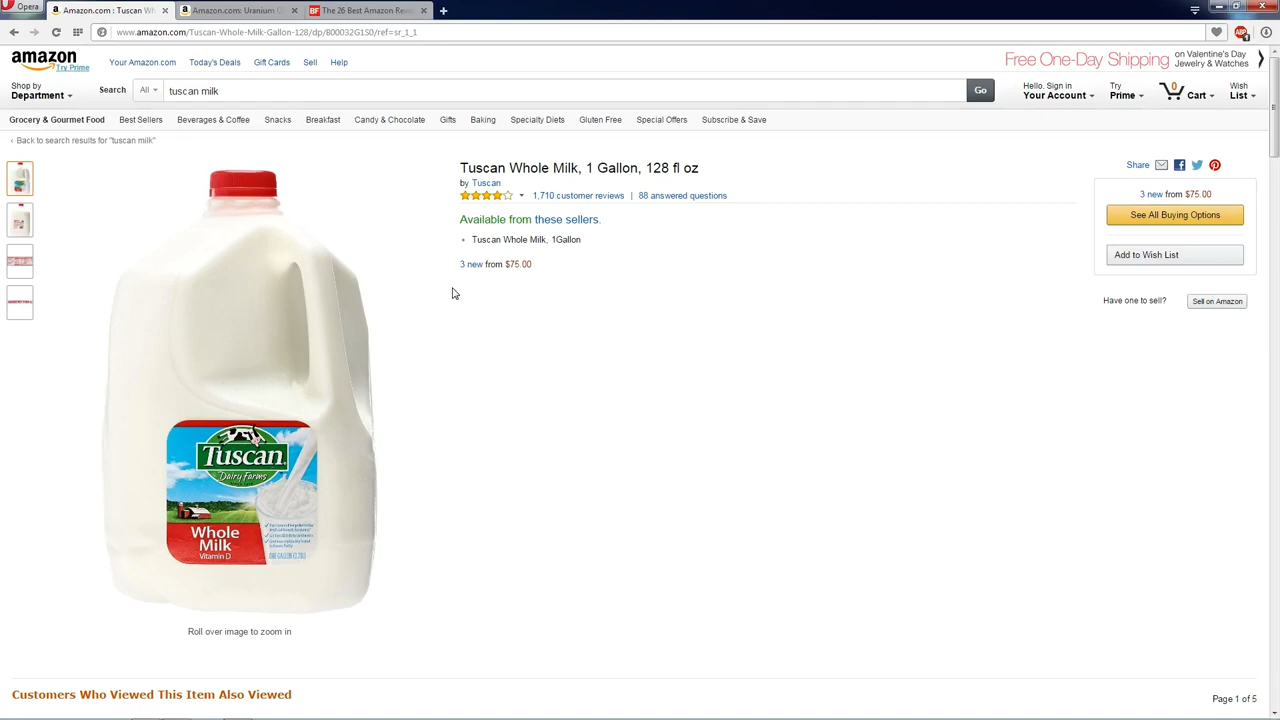 Opera
Amazon.com : Tuscan Wh
Amazon.com: Uranium O
BF The 26 Best Amazon Rev
www.amazon.com/Tuscan-Whole-Milk-Gallon-128/dp/B00032G1S0/ref=sr_1_1
ABP
amazon
Try Prime
Your Amazon.com Today's Deals Gift Cards Sell Help
Free One-Day Shipping on Valentine's Day
Jewelry & Watches
Shop by
Department
Search All tuscan milk Go
Hello. Sign in
Your Account
Try
Prime
0
Cart
Wish
List
Grocery & Gourmet Food Best Sellers Beverages & Coffee Snacks Breakfast Candy & Chocolate Gifts Baking Specialty Diets Gluten Free Special Offers Subscribe & Save
‹ Back to search results for "tuscan milk"
Tuscan Whole Milk, 1 Gallon, 128 fl oz
by Tuscan
1,710 customer reviews | 88 answered questions
Available from these sellers.
• Tuscan Whole Milk, 1Gallon
3 new from $75.00
Share
3 new from $75.00
See All Buying Options
Add to Wish List
Have one to sell? Sell on Amazon
Tuscan
Dairy Farms
Whole
Milk
Vitamin D
Roll over image to zoom in
Customers Who Viewed This Item Also Viewed
Page 1 of 5